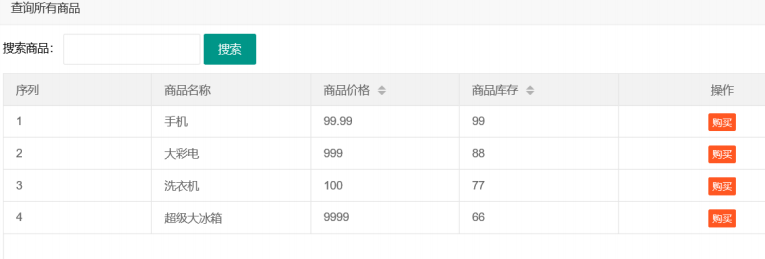 查询所有商品
搜索商品： 搜索
序列 商品名称 商品价格 商品库存 操作
1 手机 99.99 99 购买
2 大彩电 999 88 购买
3 洗衣机 100 77 购买
4 超级大冰箱 9999 66 购买